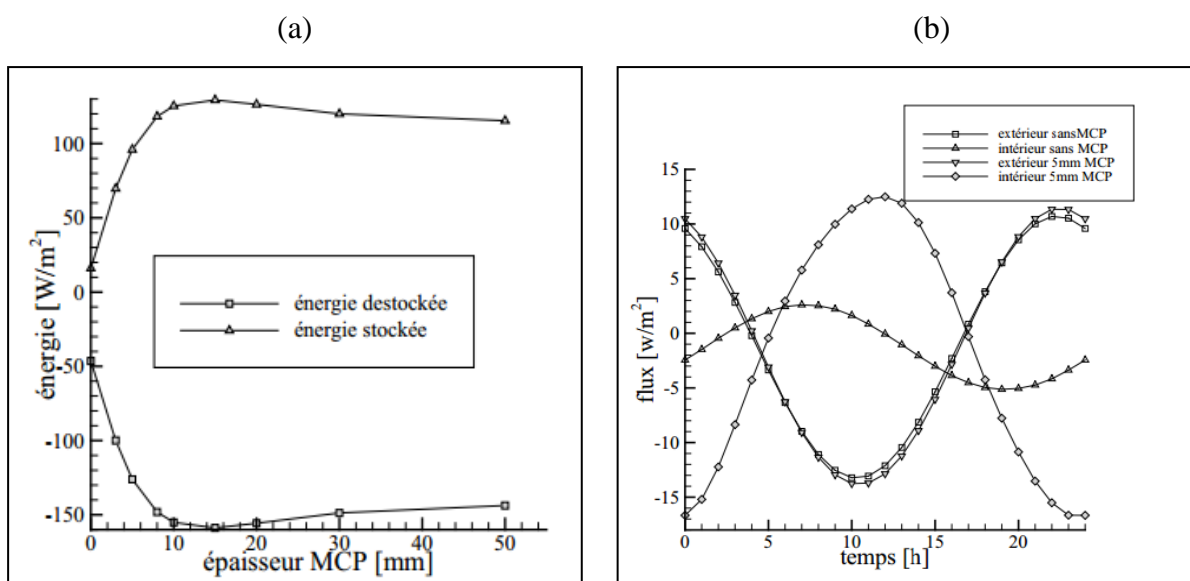 (a)
(b)
énergie [W/m²]
100
50
0
-50
-100
-150
énergie destockée
énergie stockée
0
10
20
30
40
50
épaisseur MCP [mm]
extérieur sansMCP
intérieur sans MCP
extérieur 5mm MCP
intérieur 5mm MCP
flux [w/m²]
15
10
5
0
-5
-10
-15
0
5
10
15
20
temps [h]